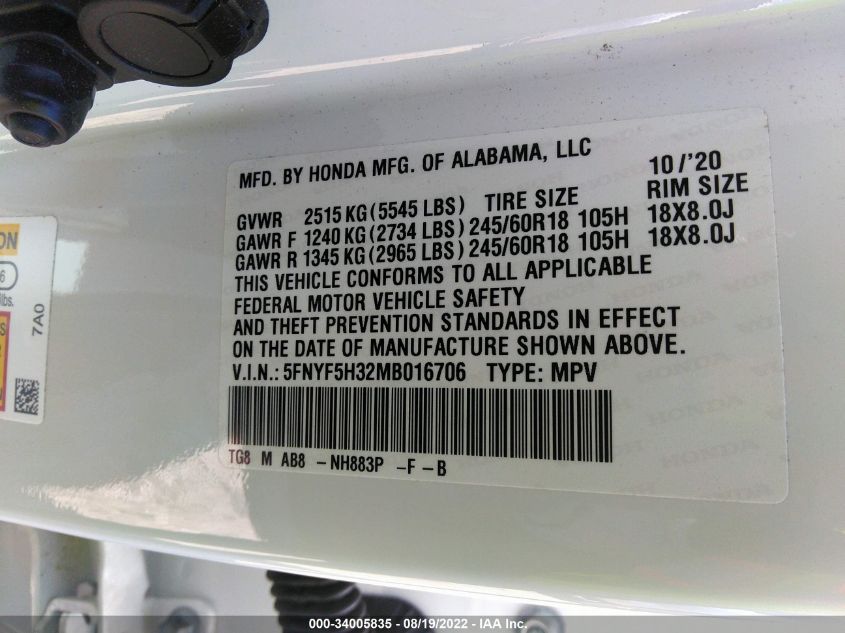 MFD. BY HONDA MFG. OF ALABAMA, LLC 10/'20
GVWR 2515 KG (5545 LBS) TIRE SIZE RIM SIZE
GAWR F 1240 KG (2734 LBS) 245/60R18 105H 18X8.0J
GAWR R 1345 KG (2965 LBS) 245/60R18 105H 18X8.0J
THIS VEHICLE CONFORMS TO ALL APPLICABLE
FEDERAL MOTOR VEHICLE SAFETY
AND THEFT PREVENTION STANDARDS IN EFFECT
ON THE DATE OF MANUFACTURE SHOWN ABOVE.
V.I.N.: 5FNYF5H32MB016706 TYPE: MPV
TG8 M AB8 -NH883P -F -B
7A0
lbs.
000-34005835 - 08/19/2022 - IAA Inc.